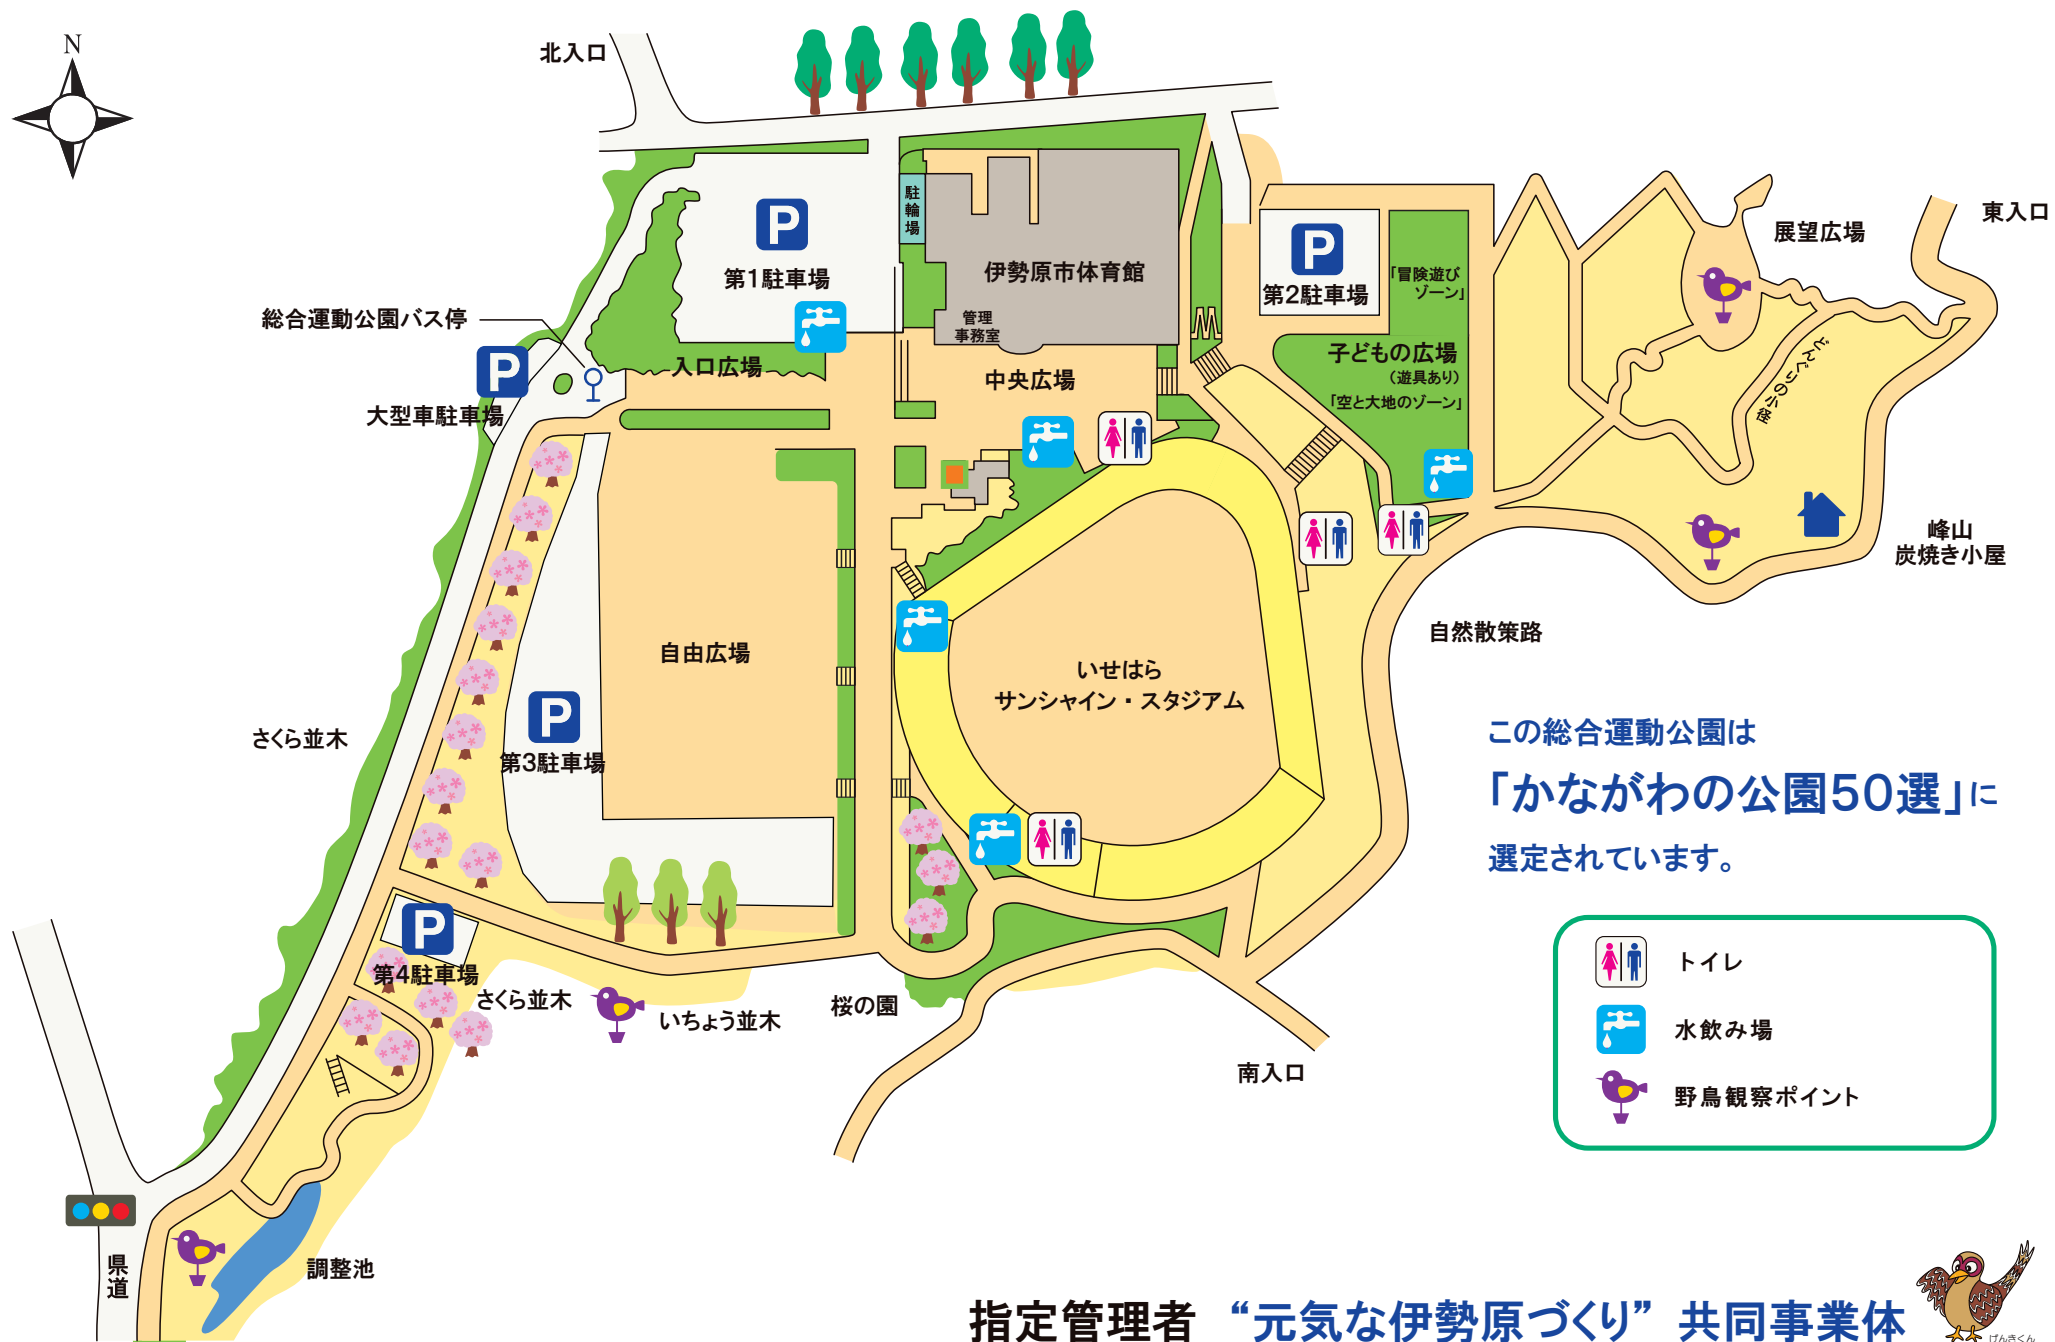 N
北入口
駐輪場
東入口
展望広場
伊勢原市体育館
「冒険遊び
ゾーン」
第1駐車場
第2駐車場
管理
事務室
総合運動公園バス停
入口広場
中央広場
子どもの広場
（遊具あり）
「空と大地のゾーン」
どんぐりの小径
大型車駐車場
峰山
炭焼き小屋
自然散策路
自由広場
いせはら
サンシャイン・スタジアム
さくら並木
第3駐車場
この総合運動公園は
「かながわの公園50選」に
選定されています。
第4駐車場
さくら並木
いちょう並木
桜の園
南入口
トイレ
水飲み場
野鳥観察ポイント
県道
調整池
指定管理者 “元気な伊勢原づくり” 共同事業体
げんきくん